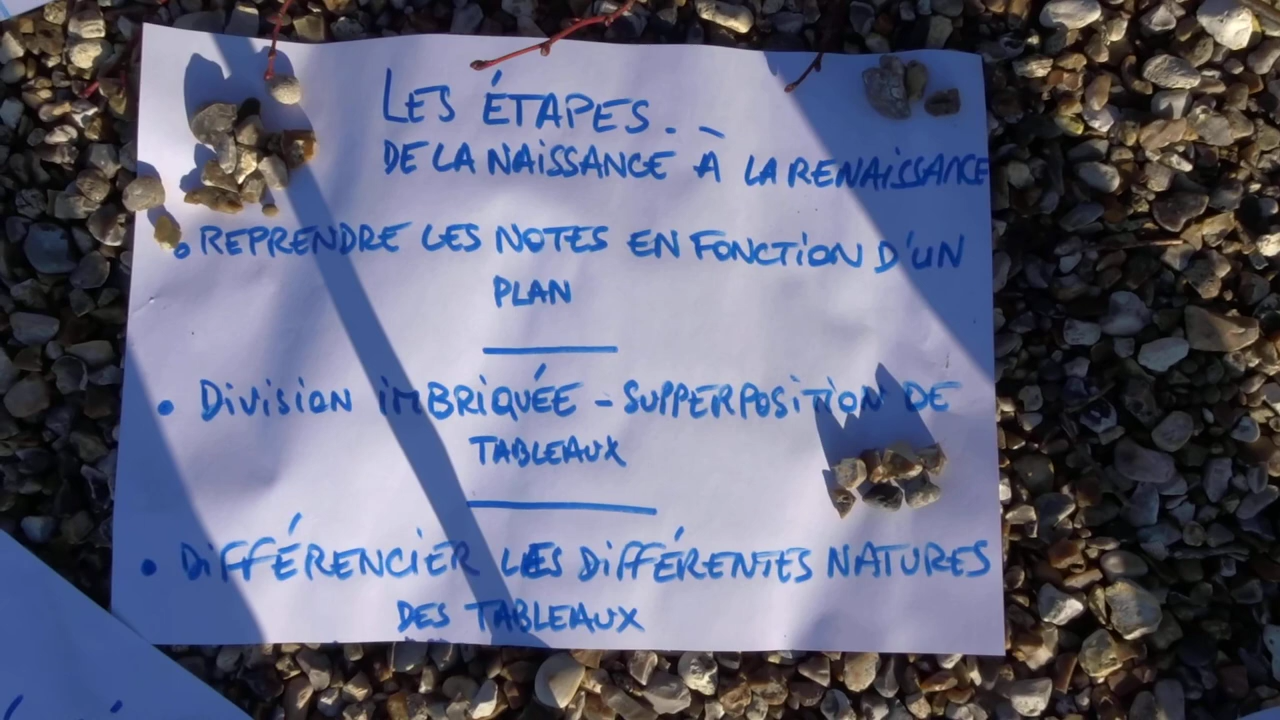 LES ÉTAPES..
DE LA NAISSANCE À LA RENAISSANCE
• REPRENDRE LES NOTES EN FONCTION D'UN
PLAN
• DIVISION IMBRIQUÉE - SUPPERPOSITION DE
TABLEAUX
• DIFFÉRENCIER LES DIFFÉRENTES NATURES
DES TABLEAUX